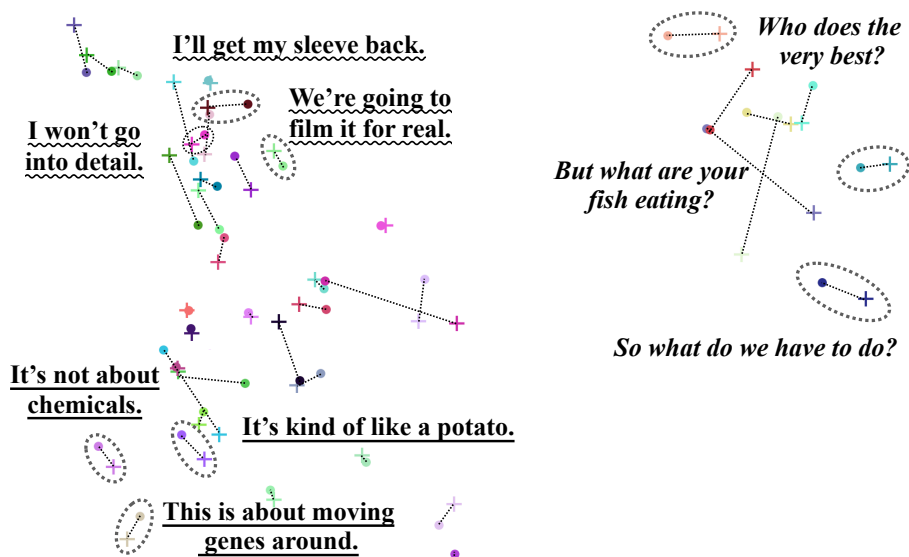 I'll get my sleeve back.
We're going to
film it for real.
I won't go
into detail.
Who does the
very best?
But what are your
fish eating?
So what do we have to do?
It's not about
chemicals.
It's kind of like a potato.
This is about moving
genes around.